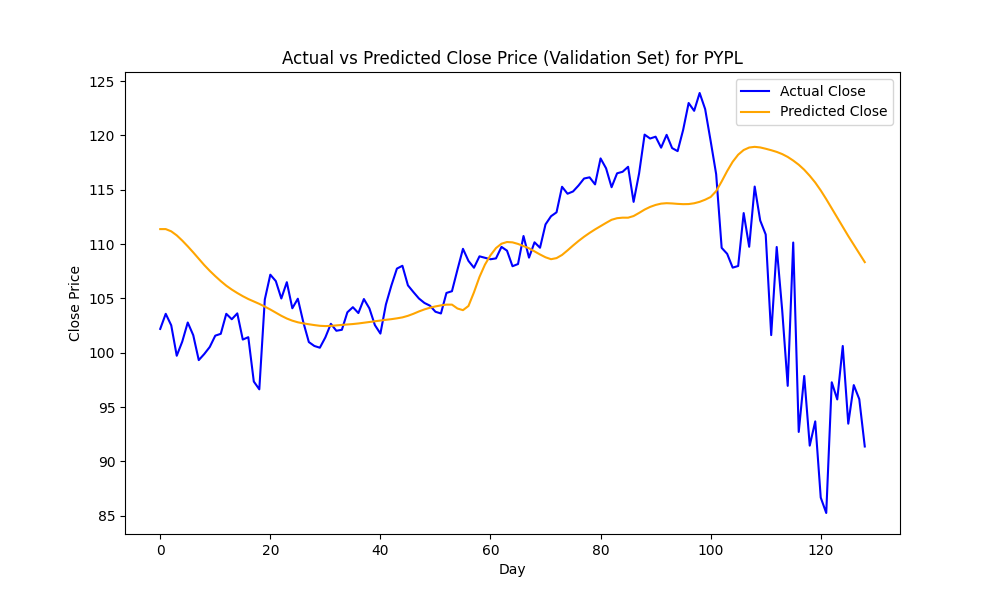 Actual vs Predicted Close Price (Validation Set) for PYPL
Actual Close
Predicted Close
Close Price
125
120
115
110
105
100
95
90
85
0 20 40 60 80 100 120
Day